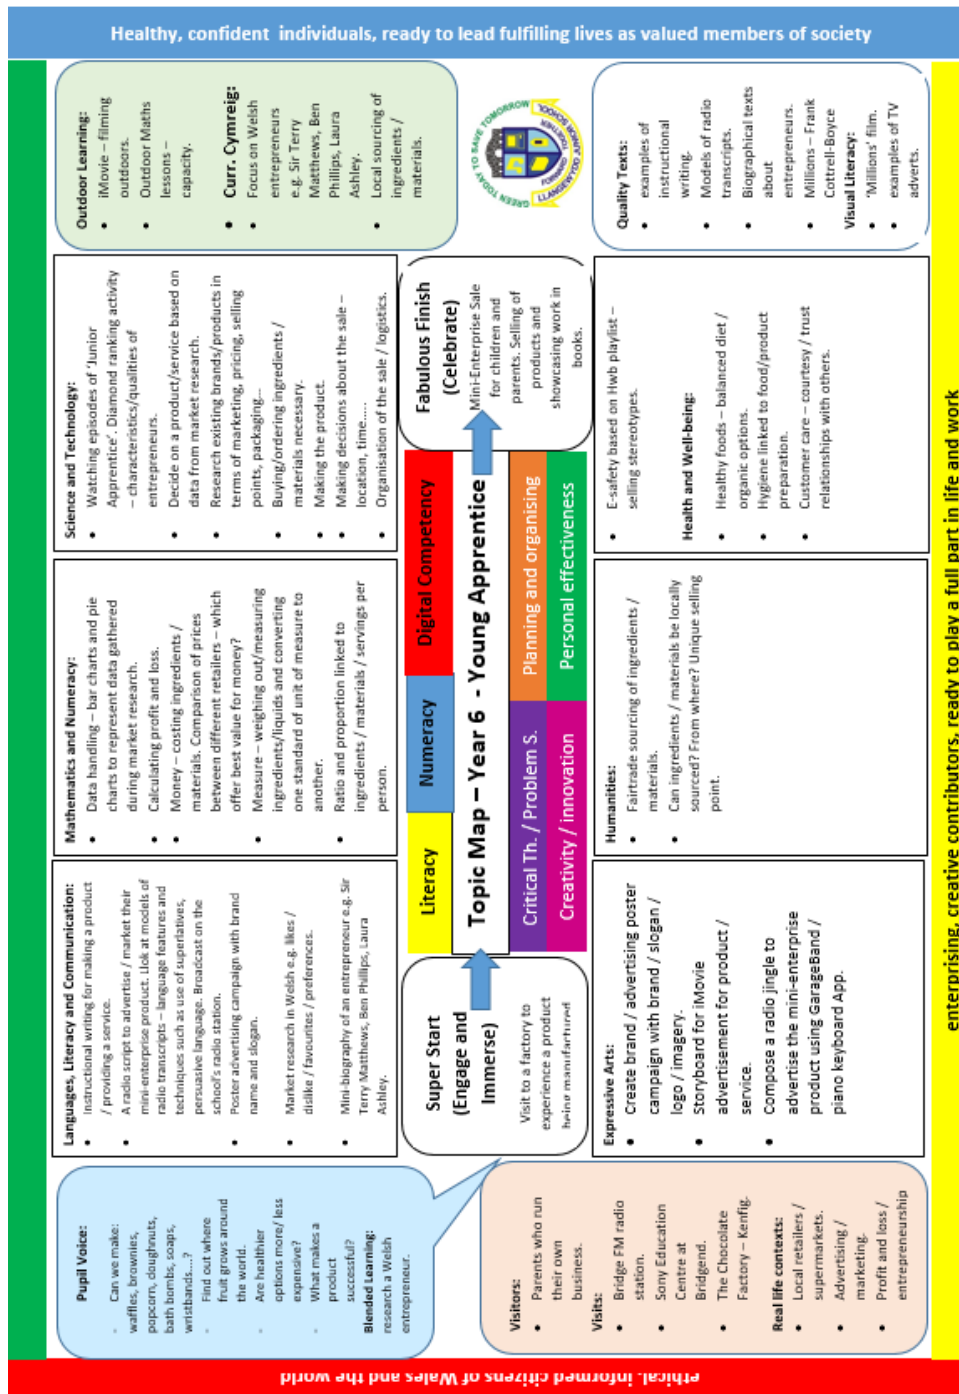 Healthy, confident individuals, ready to lead fulfilling lives as valued members of society
Pupil Voice:
- Can we make:
waffles, brownies,
popcorn, doughnuts,
bath bombs, soaps,
wristbands....?
- Find out where
fruit grows around
the world.
- Are healthier
options more/ less
expensive?
- What makes a
product
successful?
Blended Learning:
research a Welsh
entrepreneur.
Languages, Literacy and Communication:
• Instructional writing for making a product
/ providing a service.
• A radio script to advertise / market their
mini-enterprise product. Llok at models of
radio transcripts – language features and
techniques such as use of superlatives,
persuasive language. Broadcast on the
school's radio station.
• Poster advertising campaign with brand
name and slogan.
• Market research in Welsh e.g. likes /
dislike / favourites / preferences.
• Mini-biography of an entrepreneur e.g. Sir
Terry Matthews, Ben Phillips, Laura
Ashley.
Mathematics and Numeracy:
• Data handling – bar charts and pie
charts to represent data gathered
during market research.
• Calculating profit and loss.
• Money – costing ingredients /
materials. Comparison of prices
between different retailers – which
offer best value for money?
• Measure – weighing out/measuring
ingredients/liquids and converting
one standard of unit of measure to
another.
• Ratio and proportion linked to
ingredients / materials / servings per
person.
Science and Technology:
• Watching episodes of 'Junior
Apprentice'. Diamond ranking activity
– characteristics/qualities of
entrepreneurs.
• Decide on a product/service based on
data from market research.
• Research existing brands/products in
terms of marketing, pricing, selling
points, packaging...
• Buying/ordering ingredients /
materials necessary.
• Making the product.
• Making decisions about the sale –
location, time.....
• Organisation of the sale / logistics.
Outdoor Learning:
• iMovie – filming
outdoors.
• Outdoor Maths
lessons –
capacity.
• Curr. Cymreig:
• Focus on Welsh
entrepreneurs
e.g. Sir Terry
Matthews, Ben
Phillips, Laura
Ashley.
• Local sourcing of
ingredients /
materials.
GREEN TODAY TO SAVE TOMORROW
LLANGEWYDD JUNIOR SCHOOL
FORWARD TOGETHER
Super Start
(Engage and
Immerse)
Visit to a factory to
experience a product
being manufactured
Literacy
Numeracy
Digital Competency
Topic Map – Year 6 - Young Apprentice
Critical Th. / Problem S.
Planning and organising
Creativity / innovation
Personal effectiveness
Fabulous Finish
(Celebrate)
Mini-Enterprise Sale
for children and
parents. Selling of
products and
showcasing work in
books.
Visitors:
• Parents who run
their own
business.
Visits:
• Bridge FM radio
station.
• Sony Education
Centre at
Bridgend.
• The Chocolate
Factory – Kenfig.
Real life contexts:
• Local retailers /
supermarkets.
• Advertising /
marketing.
• Profit and loss /
entrepreneurship
Expressive Arts:
• Create brand / advertising poster
campaign with brand / slogan /
logo / imagery.
• Storyboard for iMovie
advertisement for product /
service.
• Compose a radio jingle to
advertise the mini-enterprise
product using GarageBand /
piano keyboard App.
Humanities:
• Fairtrade sourcing of ingredients /
materials.
• Can ingredients / materials be locally
sourced? From where? Unique selling
point.
• E-safety based on Hwb playlist –
selling stereotypes.
Health and Well-being:
• Healthy foods – balanced diet /
organic options.
• Hygiene linked to food/product
preparation.
• Customer care – courtesy / trust
relationships with others.
Quality Texts:
• examples of
instructional
writing.
• Models of radio
transcripts.
• Biographical texts
about
entrepreneurs.
• Millions – Frank
Cottrell-Boyce
Visual Literacy:
• 'Millions' film.
• examples of TV
adverts.
ethical, informed citizens of Wales and the world
enterprising, creative contributors, ready to play a full part in life and work